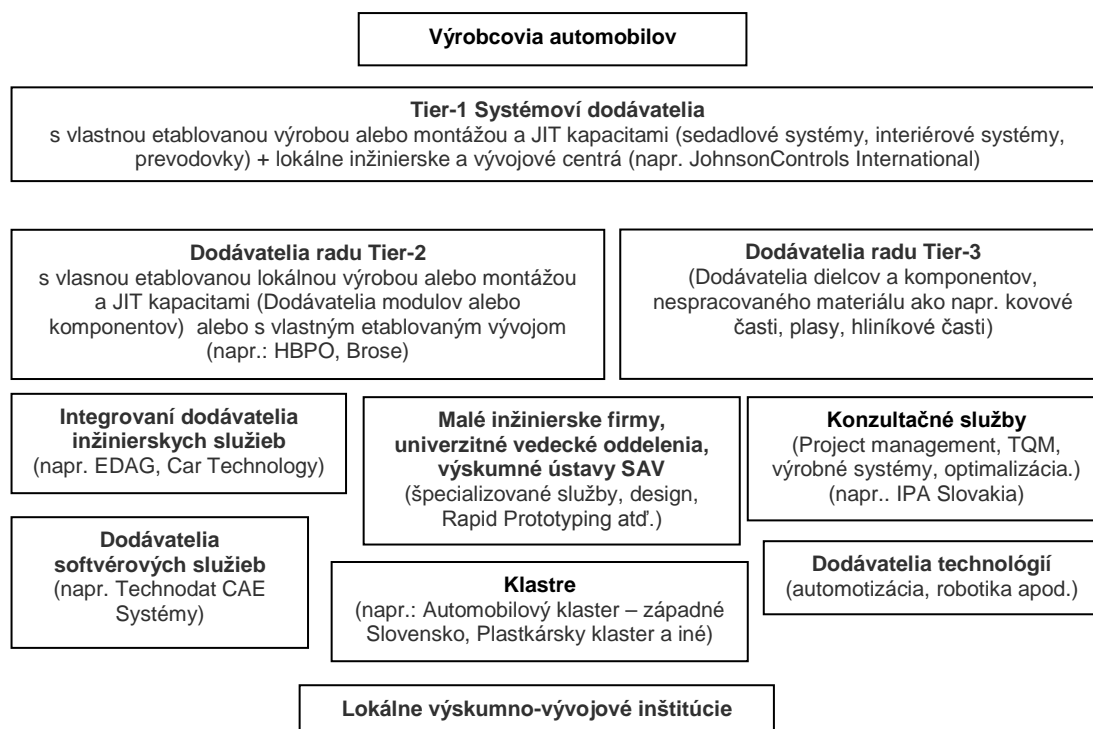 Výrobcovia automobilov
Tier-1 Systémoví dodávatelia
s vlastnou etablovanou výrobou alebo montážou a JIT kapacitami (sedadlové systémy, interiérové systémy,
prevodovky) + lokálne inžinierske a vývojové centrá (napr. JohnsonControls International)
Dodávatelia radu Tier-2
s vlasnou etablovanou lokálnou výrobou alebo montážou
a JIT kapacitami (Dodávatelia modulov alebo
komponentov) alebo s vlastným etablovaným vývojom
(napr.: HBPO, Brose)
Dodávatelia radu Tier-3
(Dodávatelia dielcov a komponentov,
nespracovaného materiálu ako napr. kovové
časti, plasy, hliníkové časti)
Integrovaní dodávatelia
inžinierskych služieb
(napr. EDAG, Car Technology)
Malé inžinierske firmy,
univerzitné vedecké oddelenia,
výskumné ústavy SAV
(špecializované služby, design,
Rapid Prototyping atď.)
Konzultačné služby
(Project management, TQM,
výrobné systémy, optimalizácia.)
(napr.. IPA Slovakia)
Dodávatelia
softvérových služieb
(napr. Technodat CAE
Systémy)
Klastre
(napr.: Automobilový klaster – západné
Slovensko, Plastkársky klaster a iné)
Dodávatelia technológií
(automotizácia, robotika apod.)
Lokálne výskumno-vývojové inštitúcie